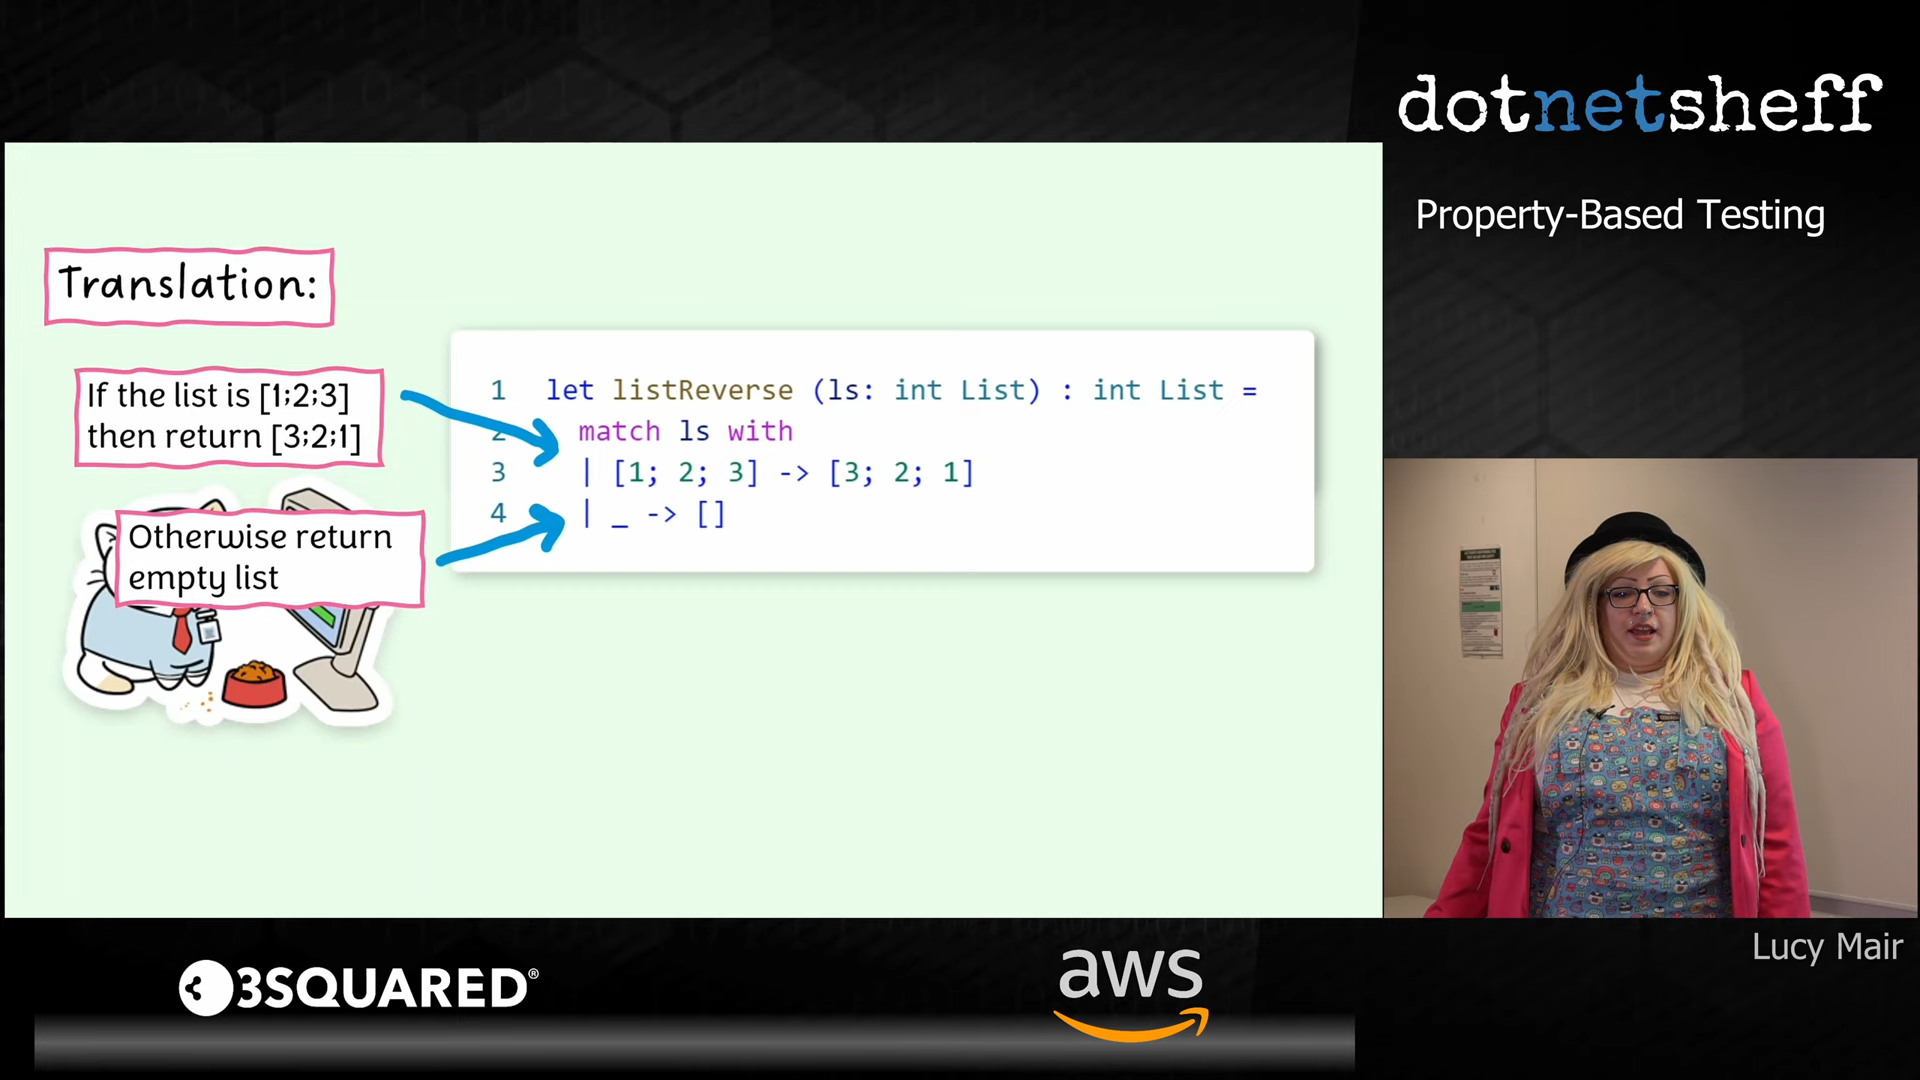 dotnetsheff
Property-Based Testing
Translation:
If the list is [1;2;3]
then return [3;2;1]
Otherwise return
empty list
1 let listReverse (ls: int List) : int List =
2 match ls with
3 | [1; 2; 3] -> [3; 2; 1]
4 | _ -> []
Lucy Mair
3SQUARED®
aws